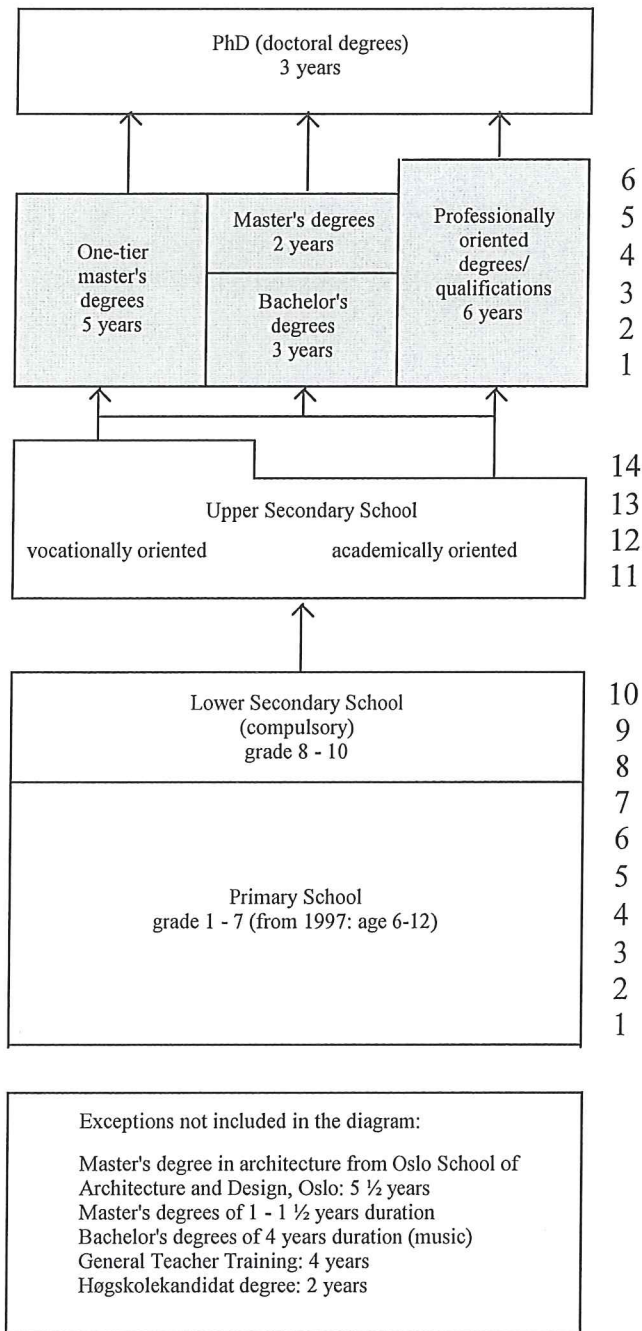 PhD (doctoral degrees)
3 years
One-tier
master's
degrees
5 years
Master's degrees
2 years
Bachelor's
degrees
3 years
Professionally
oriented
degrees/
qualifications
6 years
6
5
4
3
2
1
Upper Secondary School
vocationally oriented academically oriented
14
13
12
11
Lower Secondary School
(compulsory)
grade 8 - 10
10
9
8
Primary School
grade 1 - 7 (from 1997: age 6-12)
7
6
5
4
3
2
1
Exceptions not included in the diagram:
Master's degree in architecture from Oslo School of
Architecture and Design, Oslo: 5 ½ years
Master's degrees of 1 - 1 ½ years duration
Bachelor's degrees of 4 years duration (music)
General Teacher Training: 4 years
Høgskolekandidat degree: 2 years